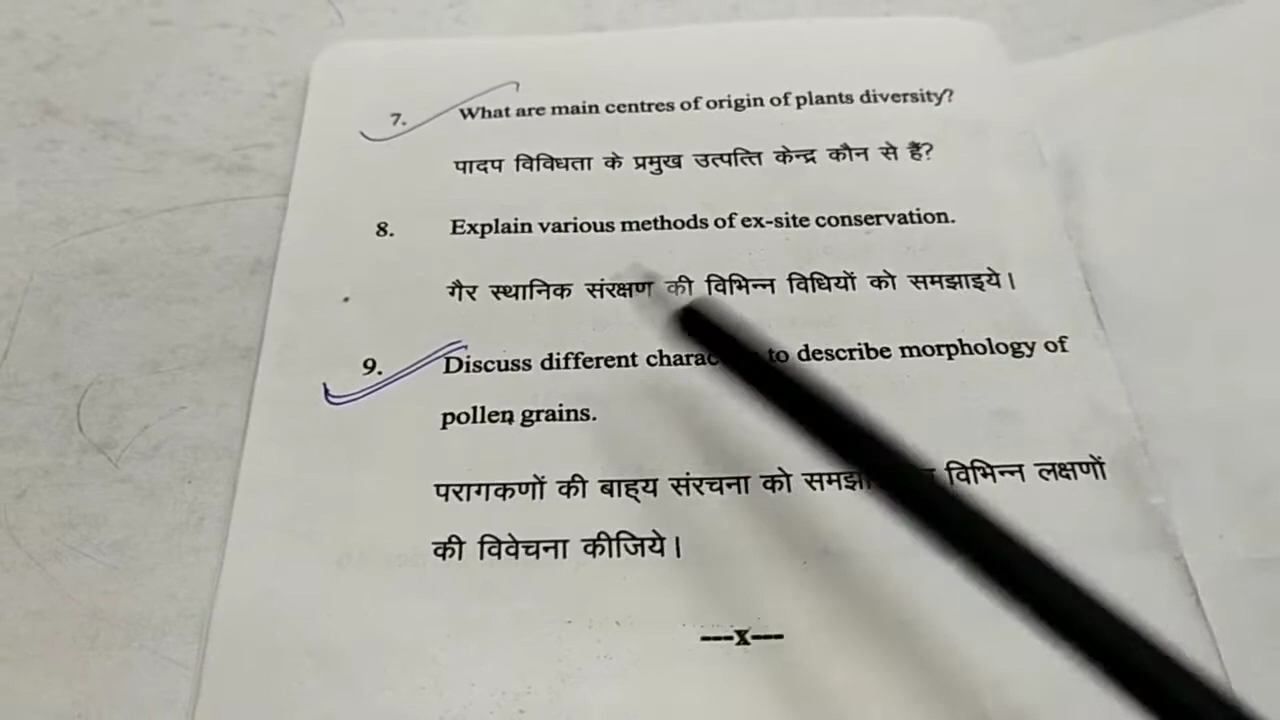 7. What are main centres of origin of plants diversity?
पादप विविधता के प्रमुख उत्पत्ति केन्द्र कौन से हैं?
8. Explain various methods of ex-site conservation.
गैर स्थानिक संरक्षण की विभिन्न विधियों को समझाइये।
9. Discuss different to describe morphology of
pollen grains.
परागकणों की बाह्य संरचना को विभिन्न लक्षणों
की विवेचना कीजिये।
---x---